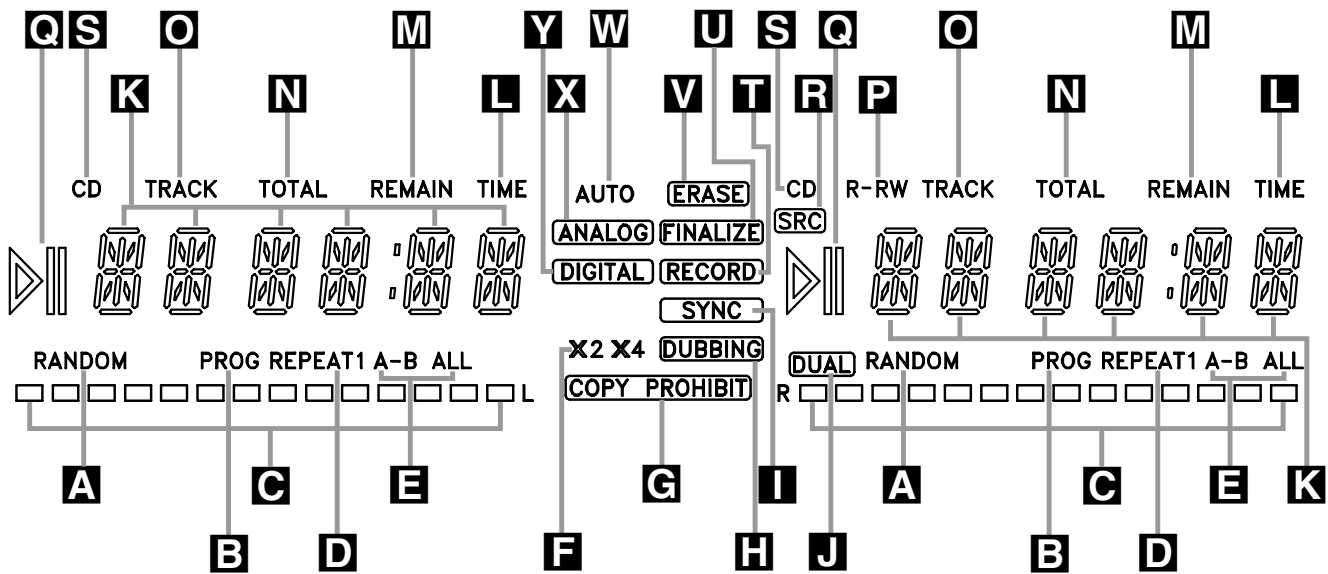 Q S O M Y W U S Q O M
K N L X V T R P N L
CD TRACK TOTAL REMAIN TIME AUTO ERASE CD R-RW TRACK TOTAL REMAIN TIME
SRC
ANALOG FINALIZE
DIGITAL RECORD
SYNC
X2 X4 DUBBING
RANDOM PROG REPEAT1 A-B ALL DUAL RANDOM PROG REPEAT1 A-B ALL
COPY PROHIBIT
L R
A C E G I A C E K
B D F H J B D